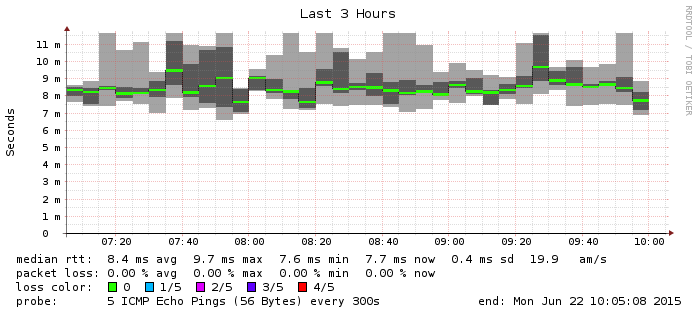 Last 3 Hours
RRDTOOL / TOBI OETIKER
Seconds
11 m
10 m
9 m
8 m
7 m
6 m
5 m
4 m
3 m
2 m
1 m
0
07:20 07:40 08:00 08:20 08:40 09:00 09:20 09:40 10:00
median rtt: 8.4 ms avg 9.7 ms max 7.6 ms min 7.7 ms now 0.4 ms sd 19.9 am/s
packet loss: 0.00 % avg 0.00 % max 0.00 % min 0.00 % now
loss color: 0 1/5 2/5 3/5 4/5
probe: 5 ICMP Echo Pings (56 Bytes) every 300s end: Mon Jun 22 10:05:08 2015